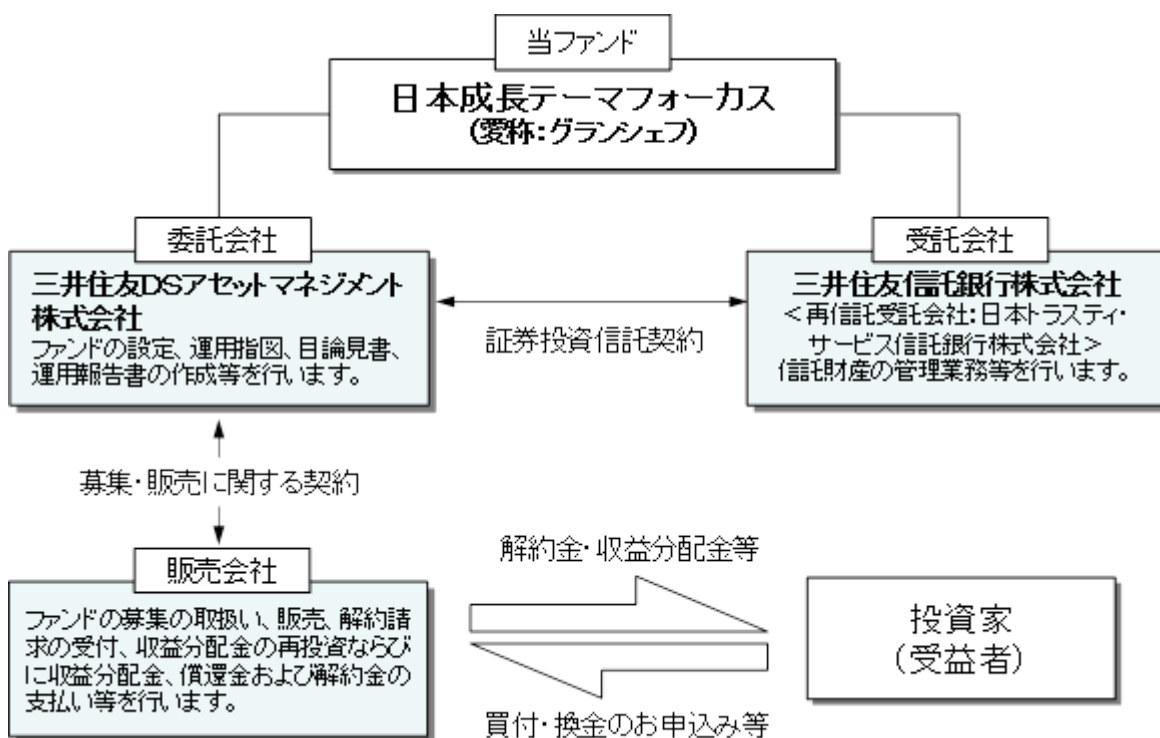 当ファンド
日本成長テーマフォーカス
(愛称:グランシェフ)
委託会社
三井住友DSアセットマネジメント
株式会社
ファンドの設定、運用指図、目論見書、
運用報告書の作成等を行います。
証券投資信託契約
受託会社
三井住友信託銀行株式会社
<再信託受託会社:日本トラスティ・
サービス信託銀行株式会社>
信託財産の管理業務等を行います。
募集・販売に関する契約
販売会社
ファンドの募集の取扱い、販売、解約請
求の受付、収益分配金の再投資ならび
に収益分配金、償還金および解約金の
支払い等を行います。
解約金・収益分配金等
買付・換金のお申込み等
投資家
(受益者)